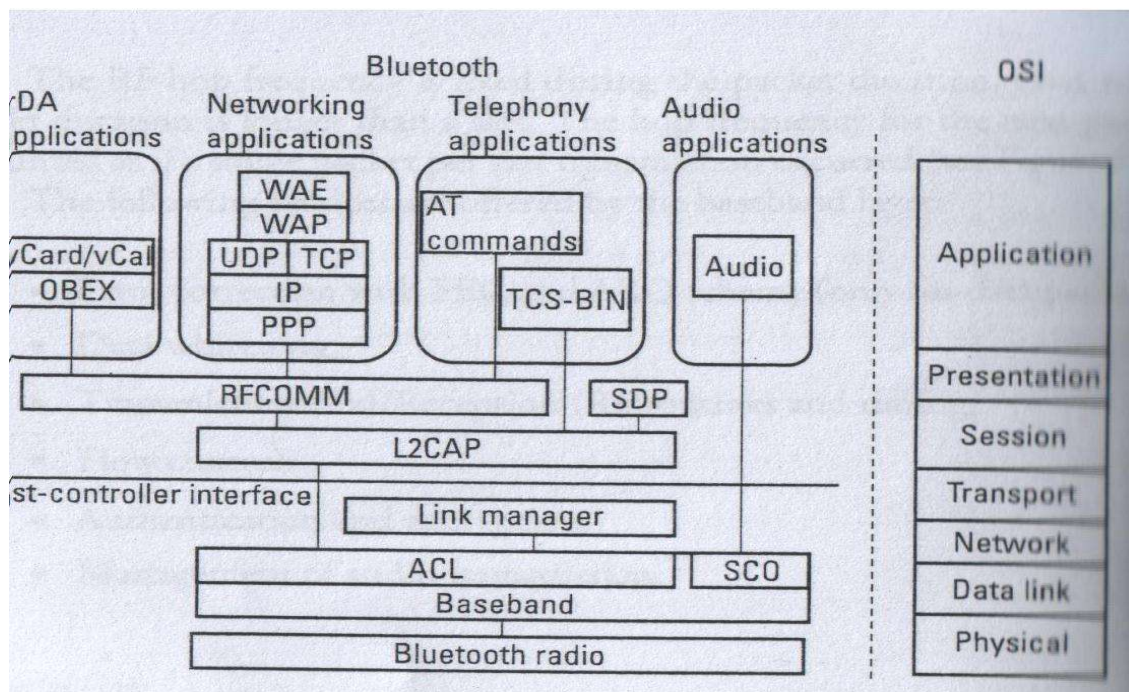 Bluetooth
OSI
DA
pplications
Networking
applications
Telephony
applications
Audio
applications
WAE
WAP
UDP TCP
IP
PPP
vCard/vCal
OBEX
AT
commands
TCS-BIN
Audio
RFCOMM
SDP
L2CAP
st-controller interface
Link manager
ACL
SCO
Baseband
Bluetooth radio
Application
Presentation
Session
Transport
Network
Data link
Physical